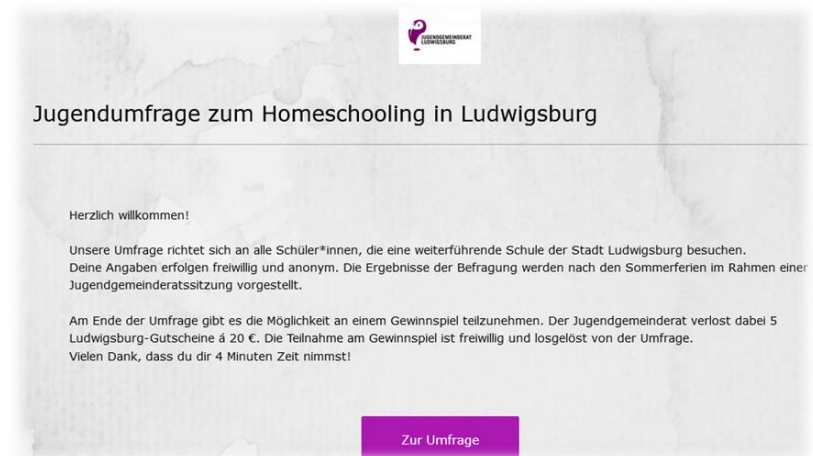 JUGENDGEMEINDERAT
LUDWIGSBURG
Jugendumfrage zum Homeschooling in Ludwigsburg
Herzlich willkommen!
Unsere Umfrage richtet sich an alle Schüler*innen, die eine weiterführende Schule der Stadt Ludwigsburg besuchen.
Deine Angaben erfolgen freiwillig und anonym. Die Ergebnisse der Befragung werden nach den Sommerferien im Rahmen einer
Jugendgemeinderatssitzung vorgestellt.
Am Ende der Umfrage gibt es die Möglichkeit an einem Gewinnspiel teilzunehmen. Der Jugendgemeinderat verlost dabei 5
Ludwigsburg-Gutscheine á 20 €. Die Teilnahme am Gewinnspiel ist freiwillig und losgelöst von der Umfrage.
Vielen Dank, dass du dir 4 Minuten Zeit nimmst!
Zur Umfrage